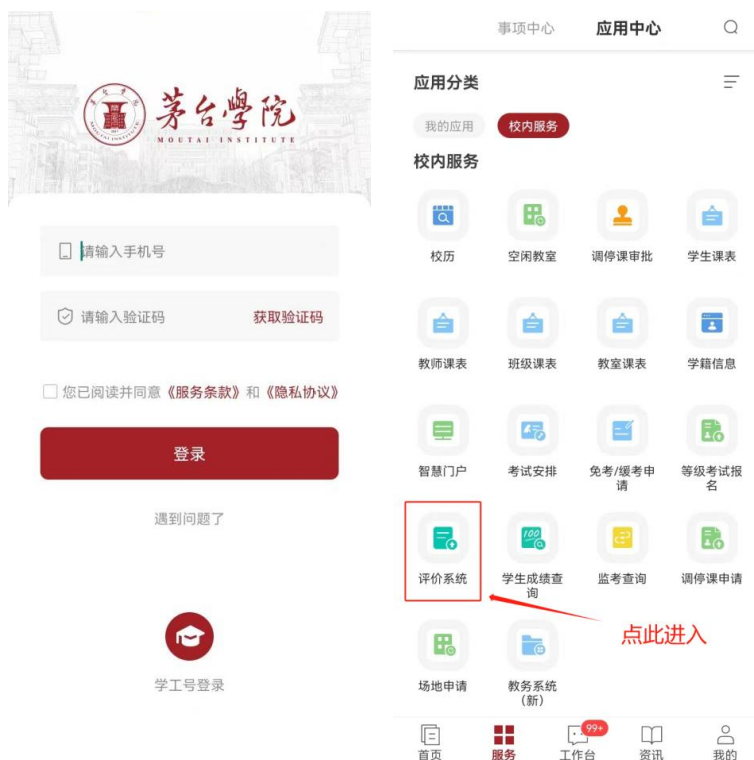 茅台學院
MOUTAI INSTITUTE
请输入手机号
请输入验证码 获取验证码
您已阅读并同意《服务条款》和《隐私协议》
登录
遇到问题了
学工号登录
事项中心 应用中心
应用分类
我的应用 校内服务
校内服务
校历 空闲教室 调停课审批 学生课表
教师课表 班级课表 教室课表 学籍信息
智慧门户 考试安排 免考/缓考申请 等级考试报名
100
评价系统 学生成绩查询 监考查询 调停课申请
点此进入
场地申请 教务系统（新）
99+
首页 服务 工作台 资讯 我的